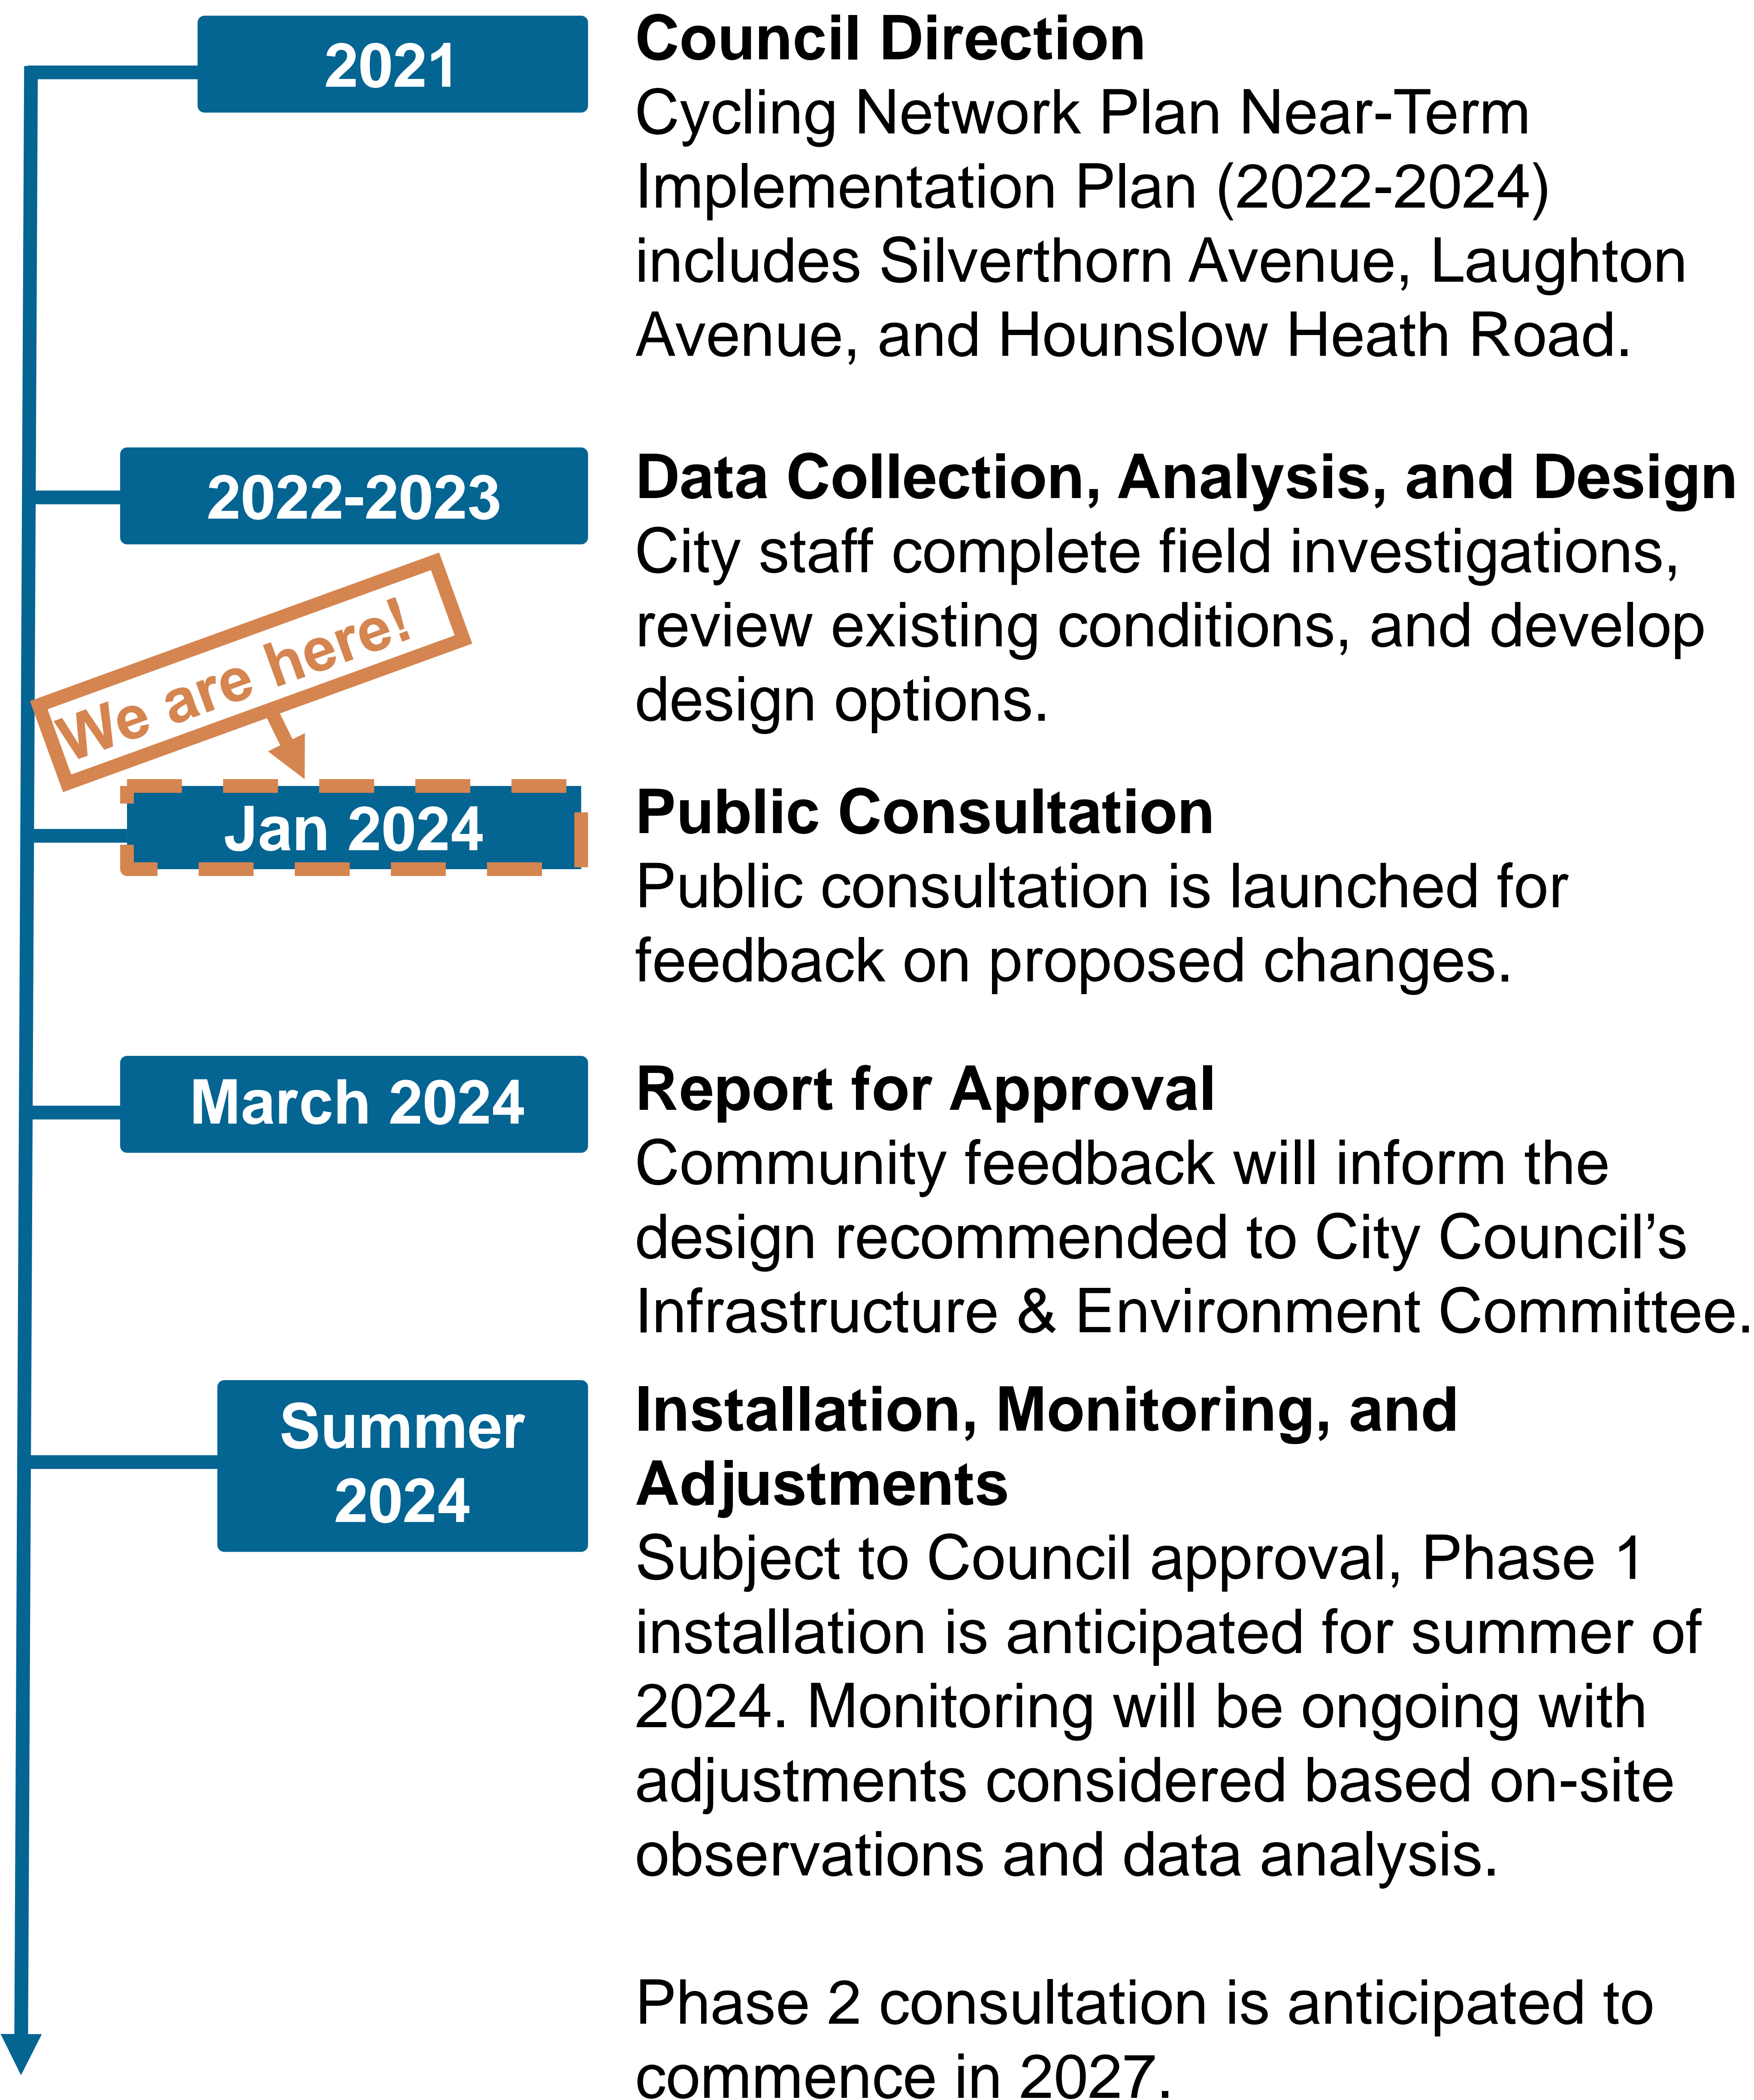 2021
Council Direction
Cycling Network Plan Near-Term
Implementation Plan (2022-2024)
includes Silverthorn Avenue, Laughton
Avenue, and Hounslow Heath Road.
2022-2023
Data Collection, Analysis, and Design
City staff complete field investigations,
review existing conditions, and develop
design options.
We are here!
Jan 2024
Public Consultation
Public consultation is launched for
feedback on proposed changes.
March 2024
Report for Approval
Community feedback will inform the
design recommended to City Council’s
Infrastructure & Environment Committee.
Summer
2024
Installation, Monitoring, and
Adjustments
Subject to Council approval, Phase 1
installation is anticipated for summer of
2024. Monitoring will be ongoing with
adjustments considered based on-site
observations and data analysis.
Phase 2 consultation is anticipated to
commence in 2027.